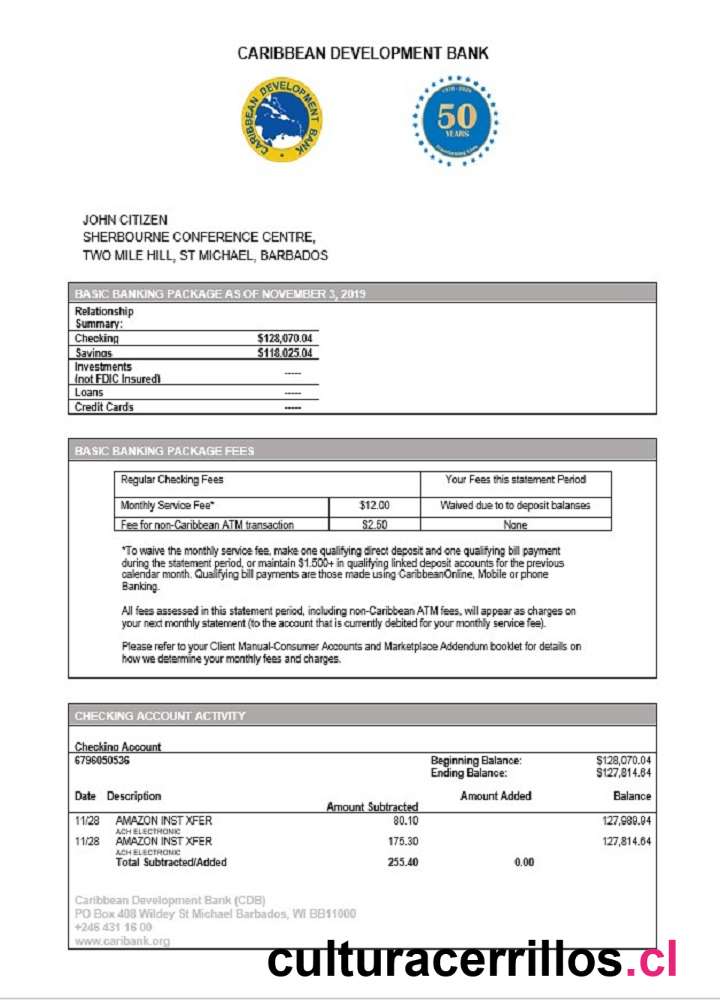 CARIBBEAN DEVELOPMENT BANK
CARIBBEAN DEVELOPMENT BANK
50
YEARS
JOHN CITIZEN
SHERBOURNE CONFERENCE CENTRE,
TWO MILE HILL, ST MICHAEL, BARBADOS
BASIC BANKING PACKAGE AS OF NOVEMBER 3, 2019
Relationship
Summary:
Checking $128,070.04
Savings $118.025.04
Investments
(not FDIC Insured) -----
Loans -----
Credit Cards -----
BASIC BANKING PACKAGE FEES
Regular Checking Fees Your Fees this statement Period
Monthly Service Fee* $12.00 Waived due to to deposit balanses
Fee for non-Caribbean ATM transaction $2.50 None
*To waive the monthly service fee, make one qualifying direct deposit and one qualifying bill payment
during the statement period, or maintain $1.500+ in qualifying linked deposit accounts for the previous
calendar month. Qualifying bill payments are those made using CaribbeanOnline, Mobile or phone
Banking.
All fees assessed in this statement period, including non-Caribbean ATM fees, will appear as charges on
your next monthly statement (to the account that is currently debited for your monthly service fee).
Please refer to your Client Manual-Consumer Accounts and Marketplace Addendum booklet for details on
how we determine your monthly fees and charges.
CHECKING ACCOUNT ACTIVITY
Checking Account
6796050536 Beginning Balance: $128,070.04
Ending Balance: $127,814.64
Date Description Amount Subtracted Amount Added Balance
11/28 AMAZON INST XFER 80.10 127,989.94
ACH ELECTRONIC
11/28 AMAZON INST XFER 175.30 127,814.64
ACH ELECTRONIC
Total Subtracted/Added 255.40 0.00
Caribbean Development Bank (CDB)
PO Box 408 Wildey St Michael Barbados, WI BB11000
+246 431 16 00
www.caribank.org
culturacerrillos.cl